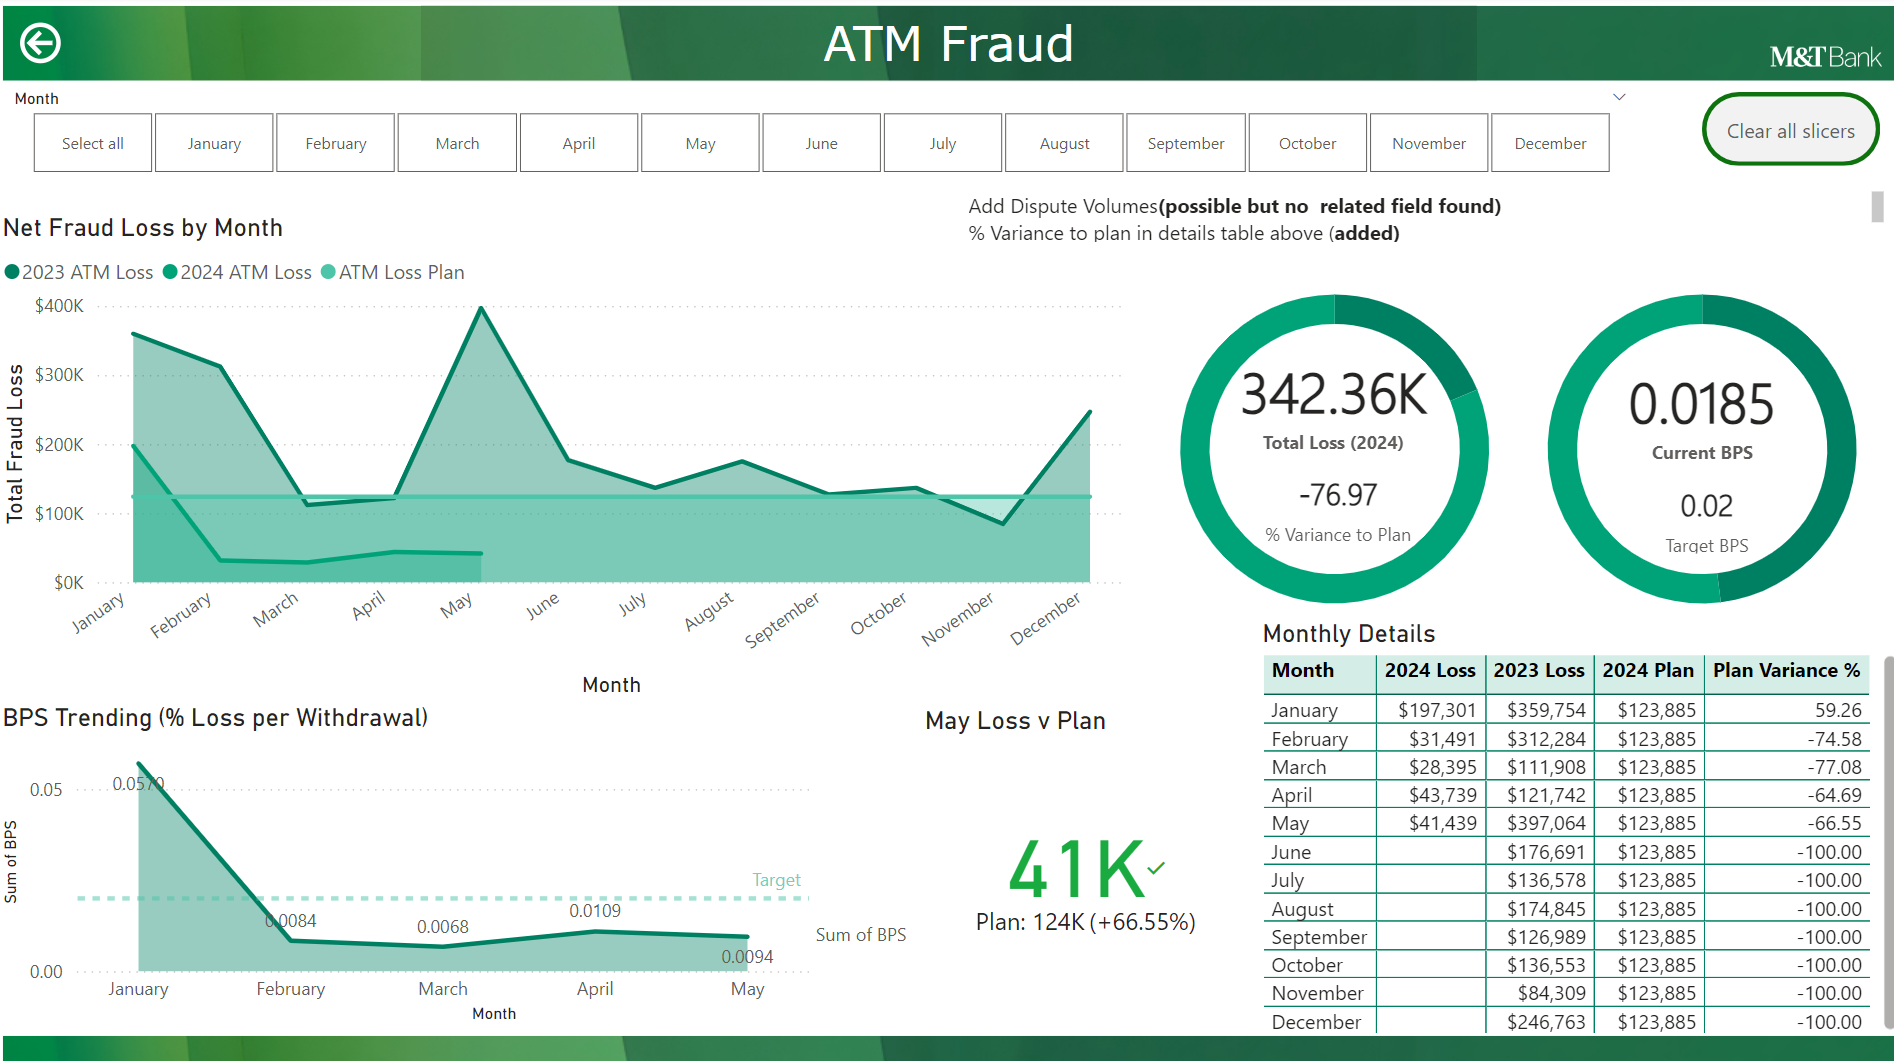 ATM Fraud
M&T Bank
Month
Select all
January
February
March
April
May
June
July
August
September
October
November
December
Clear all slicers
Add Dispute Volumes(possible but no related field found)
% Variance to plan in details table above (added)
Net Fraud Loss by Month
2023 ATM Loss 2024 ATM Loss ATM Loss Plan
Total Fraud Loss
$400K
$300K
$200K
$100K
$0K
January
February
March
April
May
June
July
August
September
October
November
December
Month
342.36K
Total Loss (2024)
-76.97
% Variance to Plan
0.0185
Current BPS
0.02
Target BPS
BPS Trending (% Loss per Withdrawal)
Sum of BPS
0.05
0.00
0.0570
0.0084
0.0068
0.0109
0.0094
Target
Sum of BPS
January
February
March
April
May
Month
May Loss v Plan
41K
Plan: 124K (+66.55%)
Monthly Details
Month 2024 Loss 2023 Loss 2024 Plan Plan Variance %
January $197,301 $359,754 $123,885 59.26
February $31,491 $312,284 $123,885 -74.58
March $28,395 $111,908 $123,885 -77.08
April $43,739 $121,742 $123,885 -64.69
May $41,439 $397,064 $123,885 -66.55
June $176,691 $123,885 -100.00
July $136,578 $123,885 -100.00
August $174,845 $123,885 -100.00
September $126,989 $123,885 -100.00
October $136,553 $123,885 -100.00
November $84,309 $123,885 -100.00
December $246,763 $123,885 -100.00